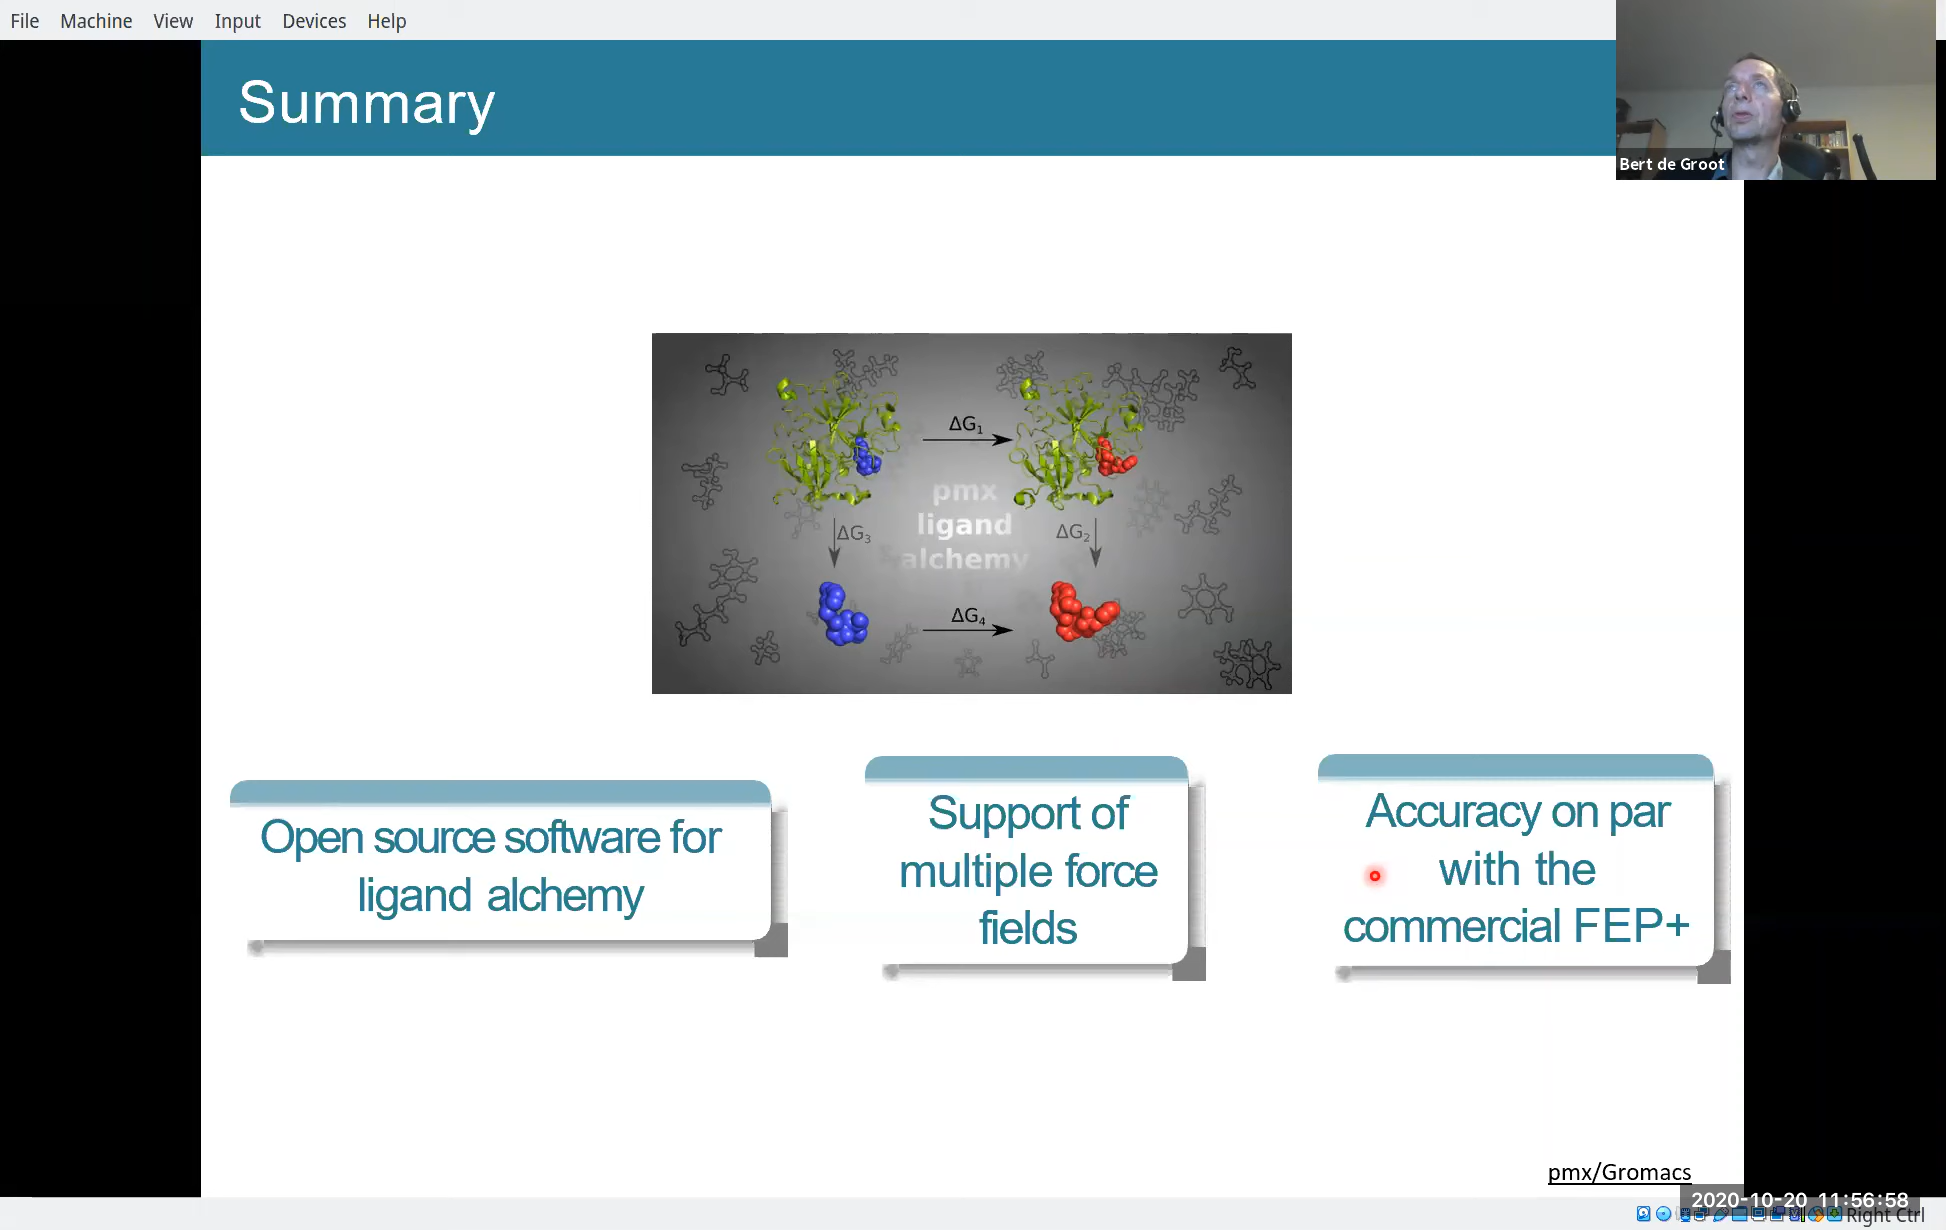 File Machine View Input Devices Help
Summary
Bert de Groot
ΔG₁
pmx
ligand
alchemy
ΔG₃
ΔG₂
ΔG₄
Open source software for
ligand alchemy
Support of
multiple force
fields
Accuracy on par
with the
commercial FEP+
pmx/Gromacs
2020-10-20 11:56:58
Right Ctrl